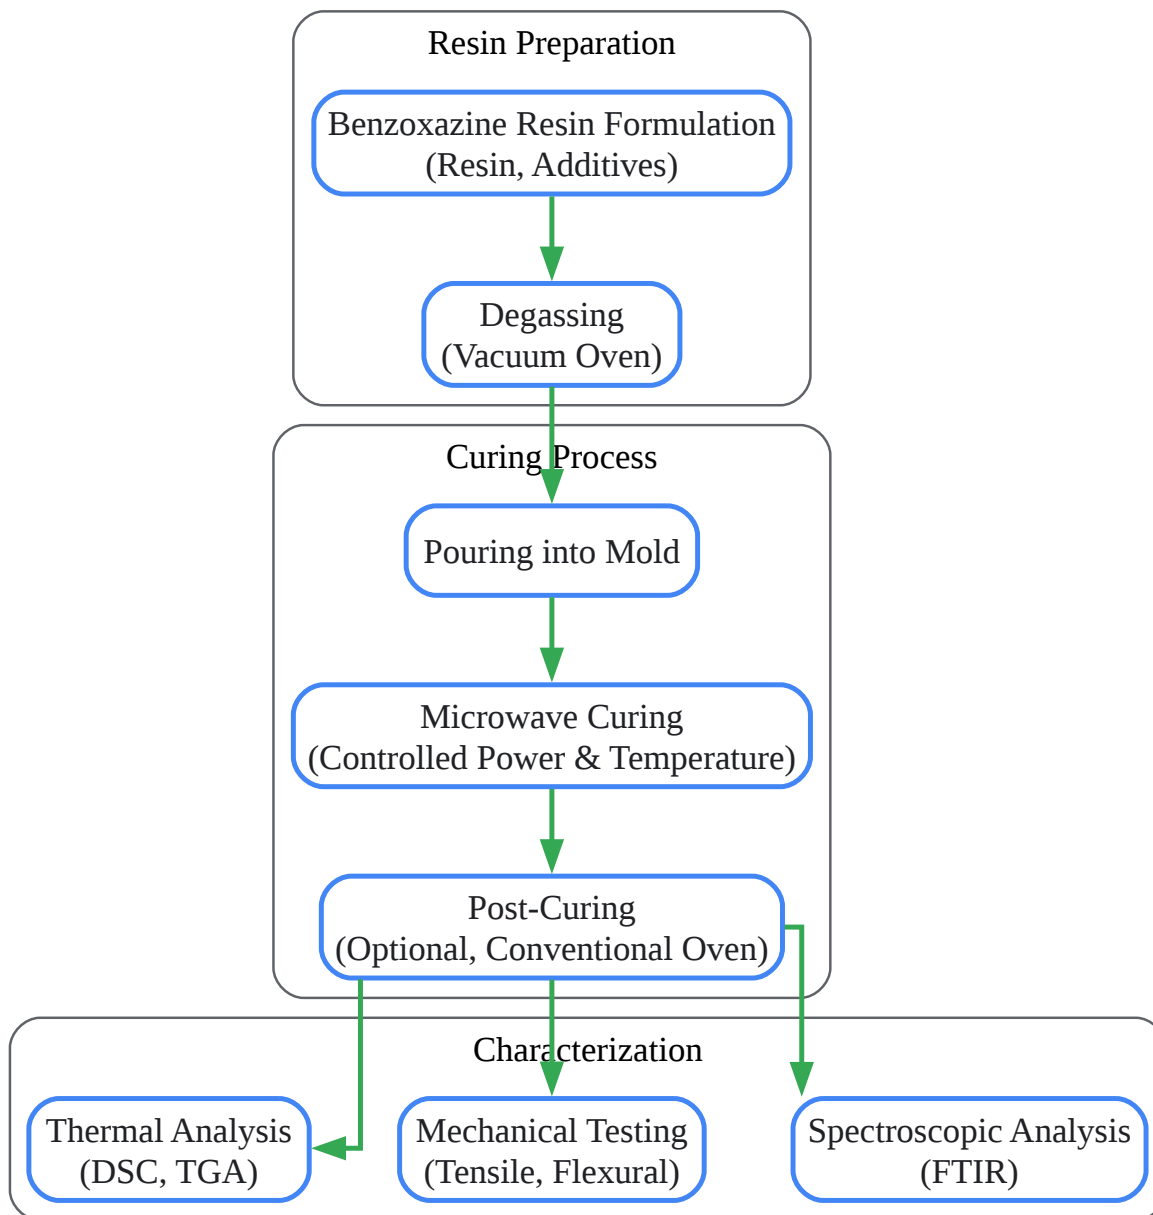 Resin Preparation
Benzoxazine Resin Formulation
(Resin, Additives)
Degassing
(Vacuum Oven)
Curing Process
Pouring into Mold
Microwave Curing
(Controlled Power & Temperature)
Post-Curing
(Optional, Conventional Oven)
Characterization
Thermal Analysis
(DSC, TGA)
Mechanical Testing
(Tensile, Flexural)
Spectroscopic Analysis
(FTIR)